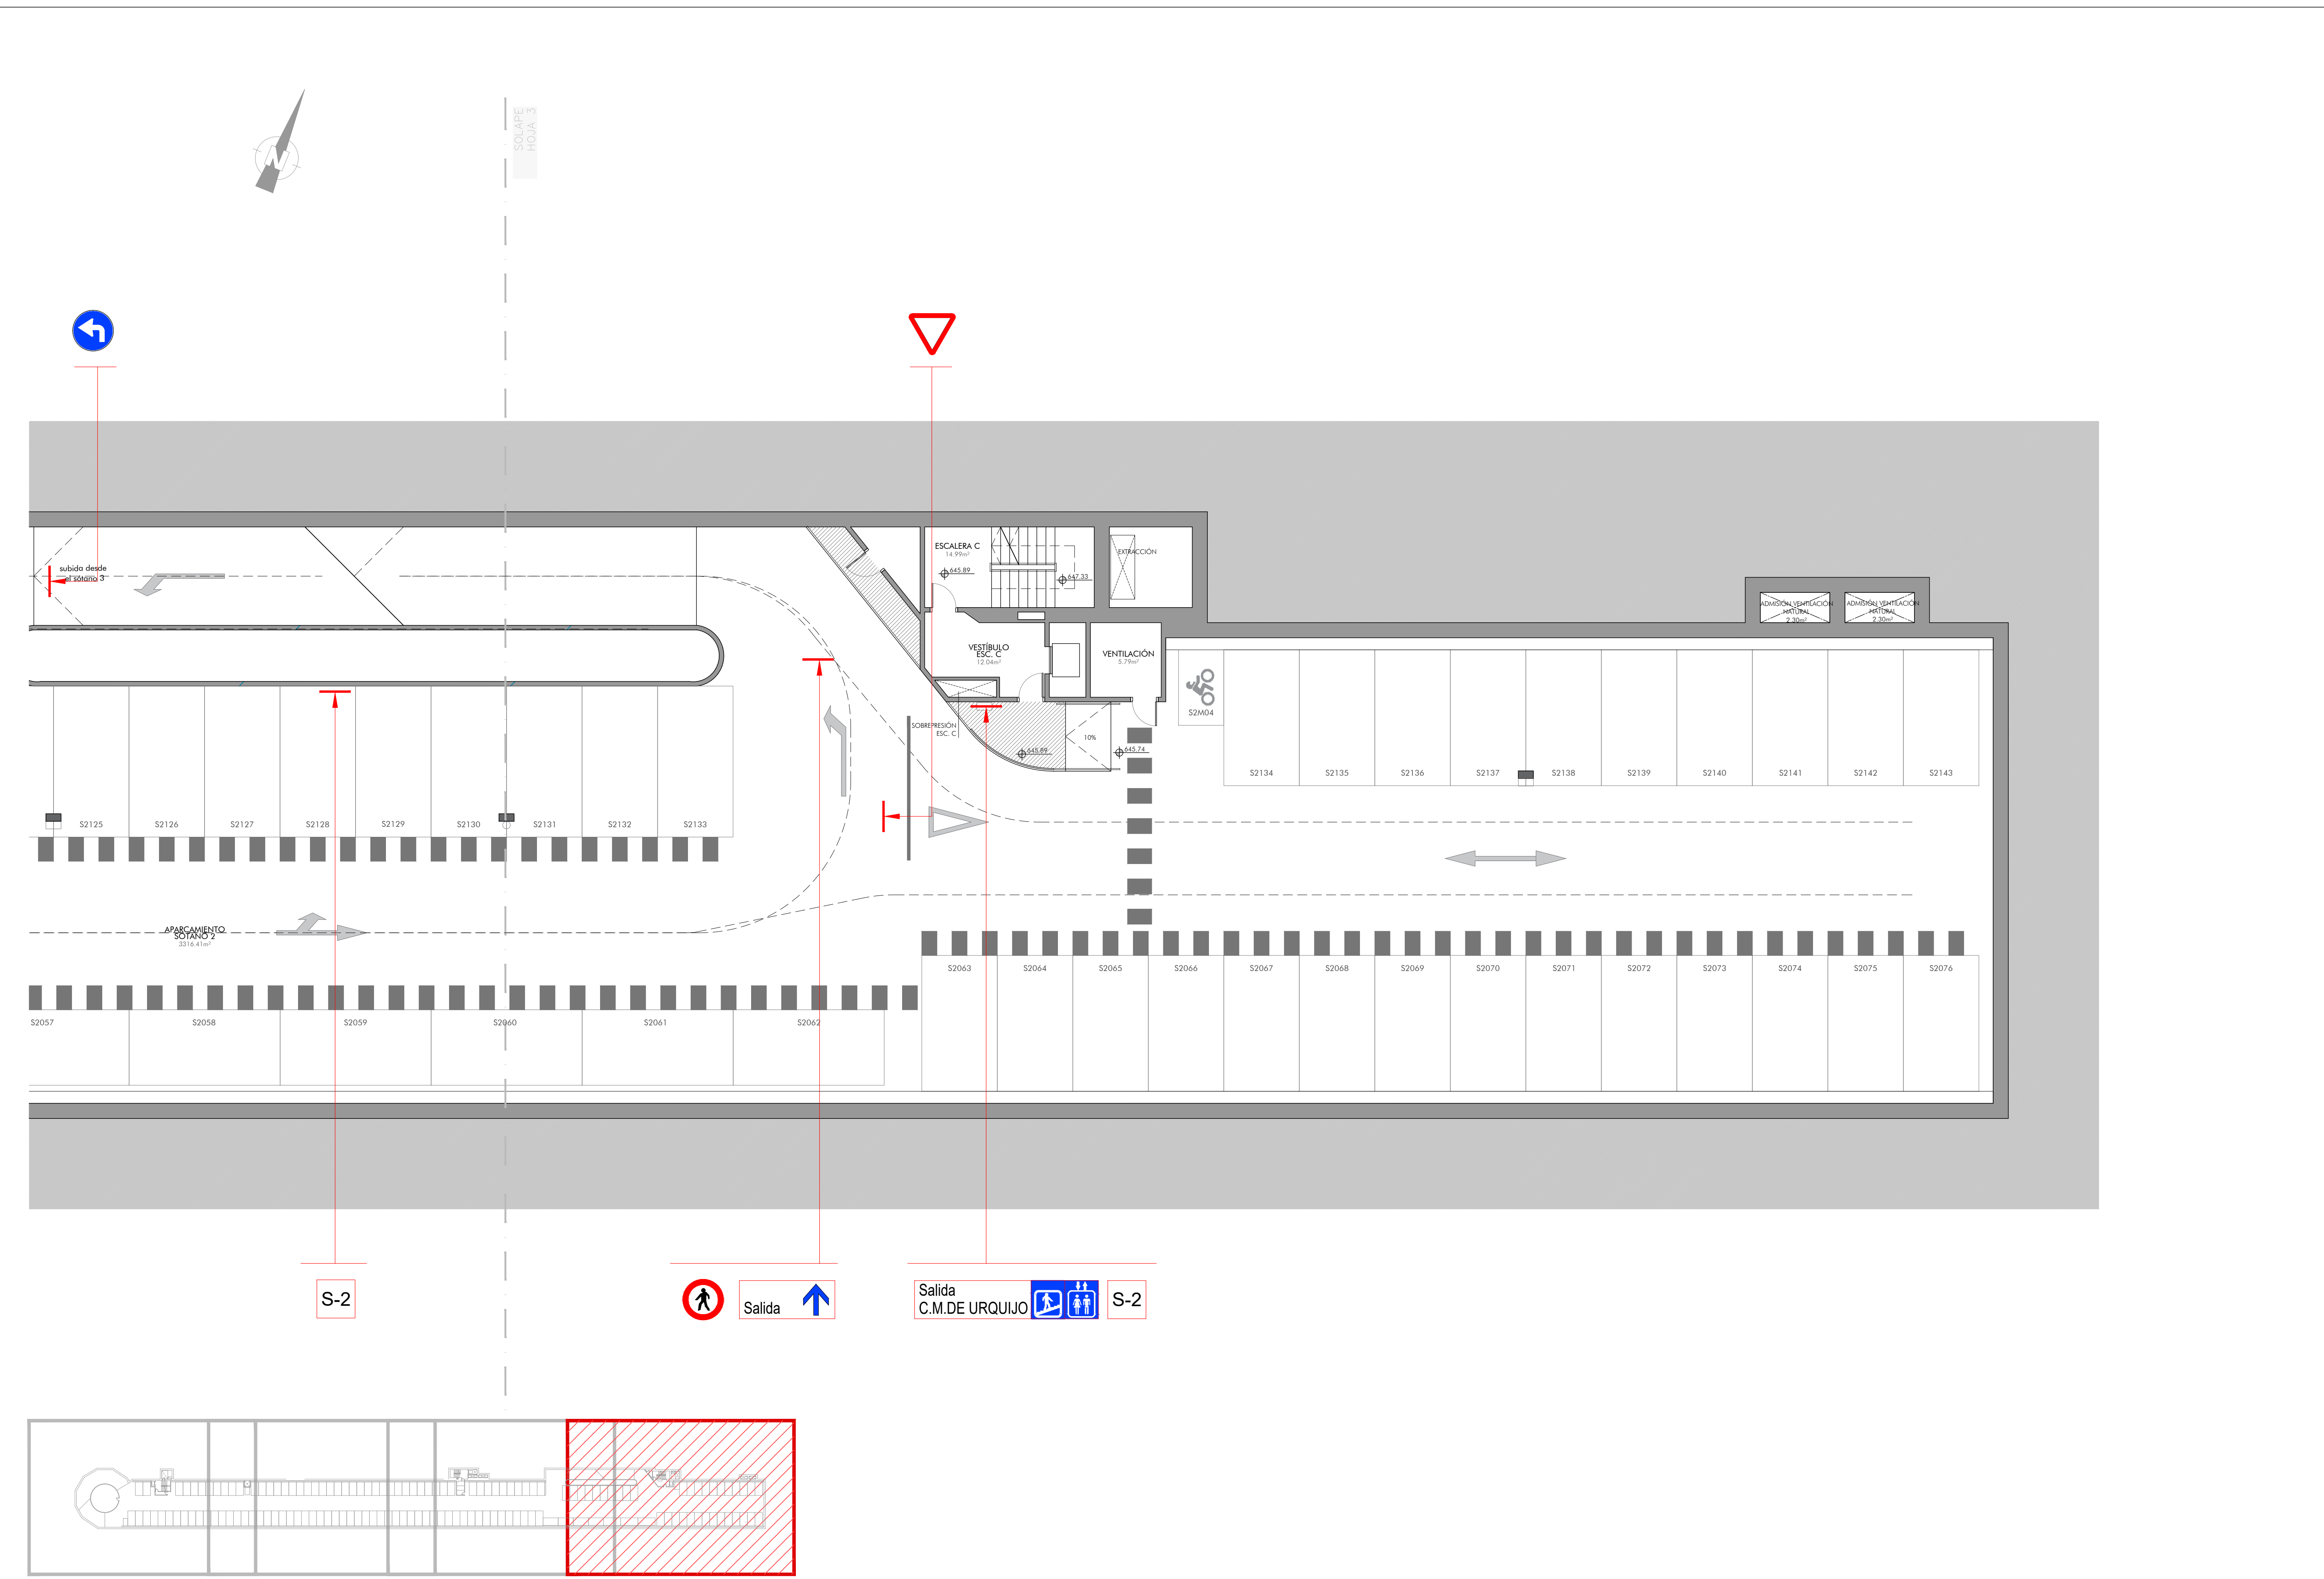 SOLAPE
HOJA 3
N
subida desde
el sótano 3
ESCALERA C
14.99m²
645.89
647.33
EXTRACCIÓN
ADMISIÓN VENTILACIÓN
NATURAL
2.30m²
ADMISIÓN VENTILACIÓN
NATURAL
2.30m²
VESTÍBULO
ESC. C
12.04m²
VENTILACIÓN
5.79m²
S2M04
SOBREPRESIÓN
ESC. C
645.89
10%
645.74
S2134
S2135
S2136
S2137
S2138
S2139
S2140
S2141
S2142
S2143
S2125
S2126
S2127
S2128
S2129
S2130
S2131
S2132
S2133
APARCAMIENTO
SÓTANO 2
3316.41m²
S2063
S2064
S2065
S2066
S2067
S2068
S2069
S2070
S2071
S2072
S2073
S2074
S2075
S2076
S2057
S2058
S2059
S2060
S2061
S2062
S-2
Salida
Salida
C.M.DE URQUIJO
S-2